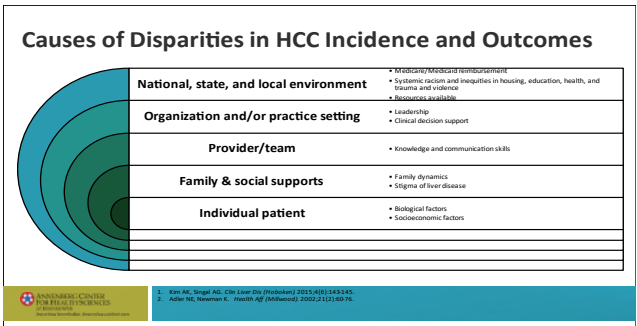 Causes of Disparities in HCC Incidence and Outcomes
National, state, and local environment
• Medicare/Medicaid reimbursement
• Systemic racism and inequities in housing, education, health, and
trauma and violence
• Resources available
Organization and/or practice setting
• Leadership
• Clinical decision support
Provider/team
• Knowledge and communication skills
Family & social supports
• Family dynamics
• Stigma of liver disease
Individual patient
• Biological factors
• Socioeconomic factors
ANNENBERG CENTER
FOR HEALTH SCIENCES
1. Kim AK, Singal AG. Clin Liver Dis (Hoboken) 2015;4(6):143-145.
2. Adler NE, Newman K. Health Aff (Millwood). 2002;21(2):60-76.